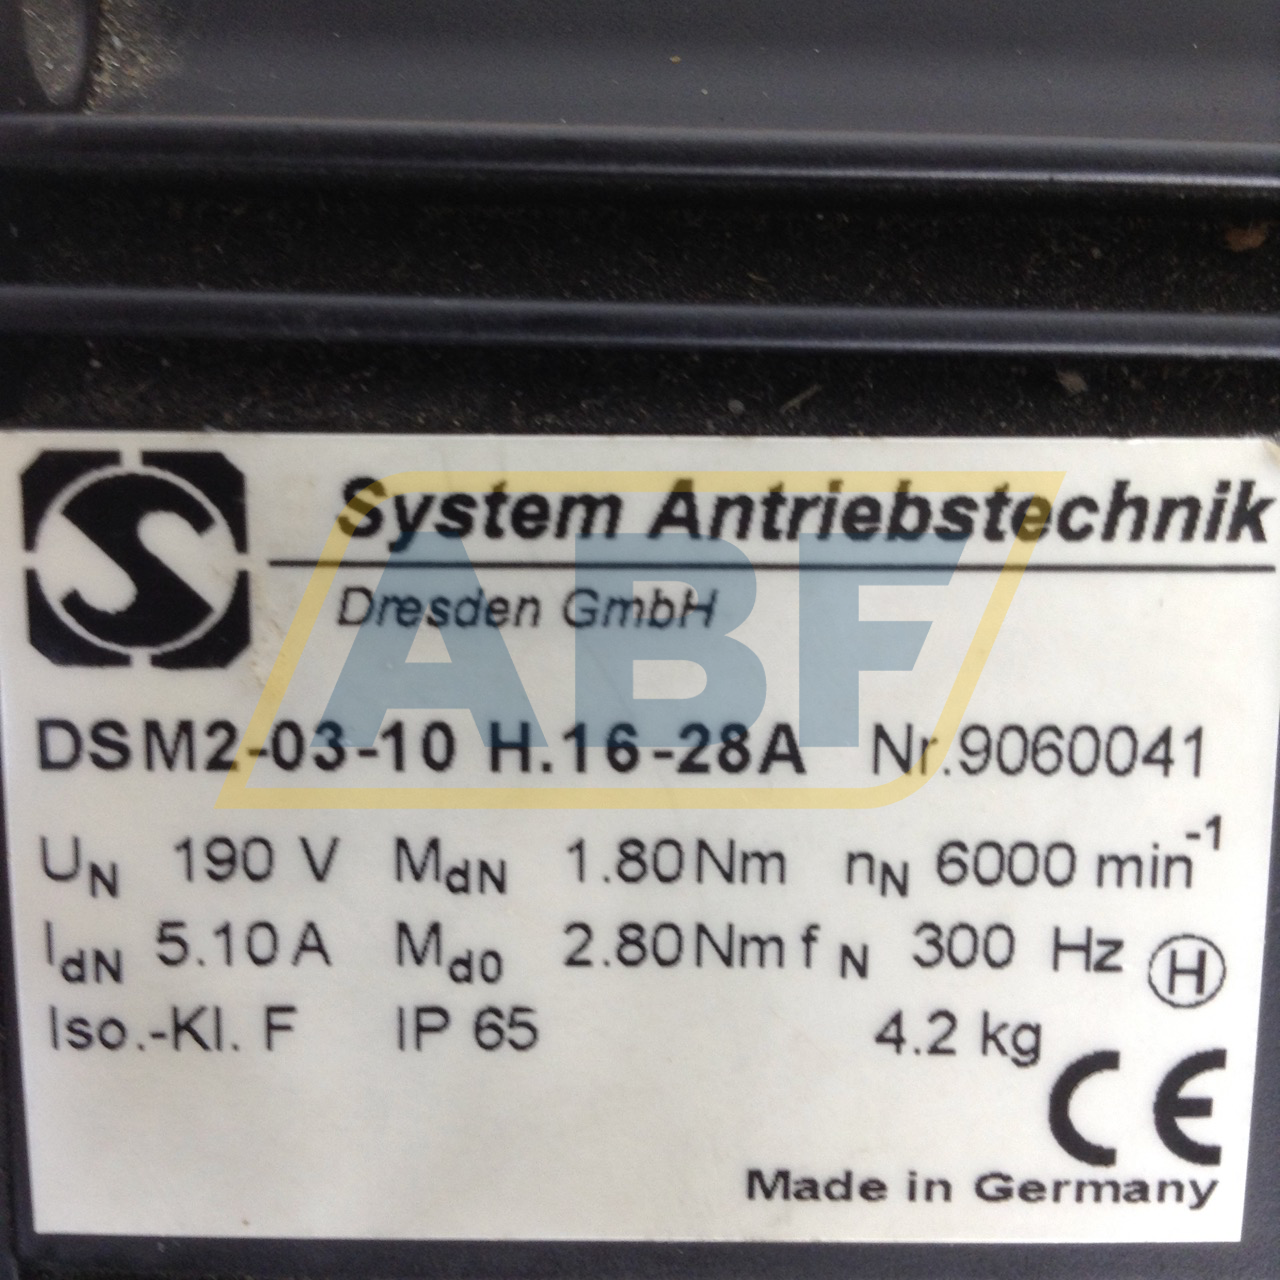 System Antriebstechnik
Dresden GmbH
ABF
DSM2-03-10 H.16-28A Nr.9060041
UN 190 V MdN 1.80Nm nN 6000 min-1
IdN 5.10 A Md0 2.80Nm fN 300 Hz H
Iso.-Kl. F IP 65 4.2 kg
CE
Made in Germany